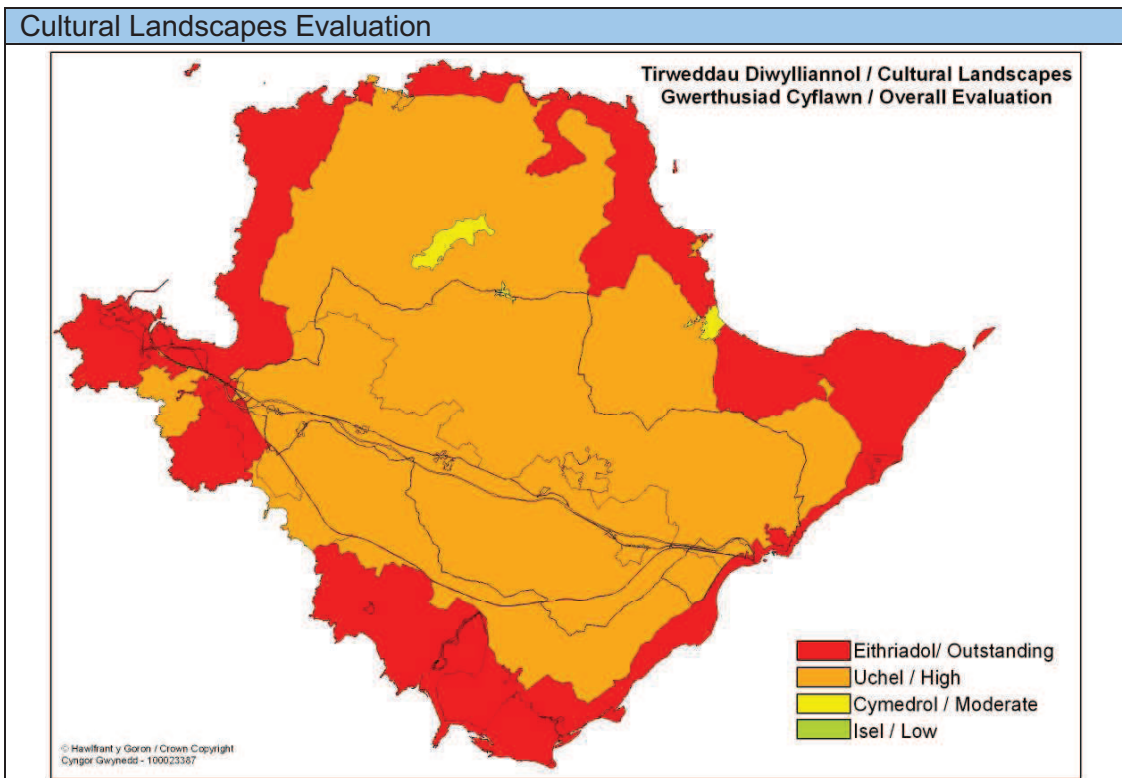 Cultural Landscapes Evaluation
Tirweddau Diwylliannol / Cultural Landscapes
Gwerthusiad Cyflawn / Overall Evaluation
Eithriadol/ Outstanding
Uchel / High
Cymedrol / Moderate
Isel / Low
© Hawlfrant y Goron / Crown Copyright
Cyngor Gwynedd - 100023387